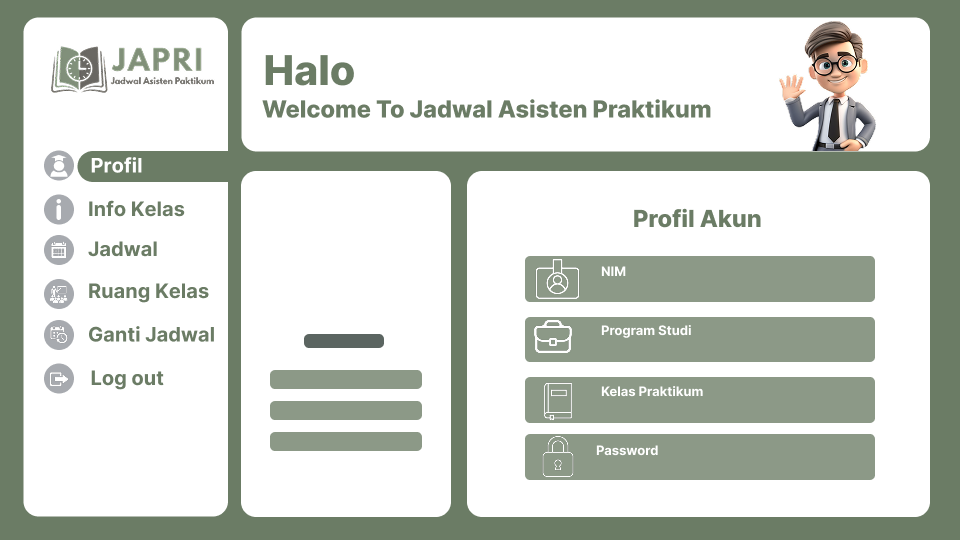 JAPRI
Jadwal Asisten Paktikum
Halo
Welcome To Jadwal Asisten Praktikum
Profil
Info Kelas
Jadwal
Ruang Kelas
Ganti Jadwal
Log out
Profil Akun
NIM
Program Studi
Kelas Praktikum
Password